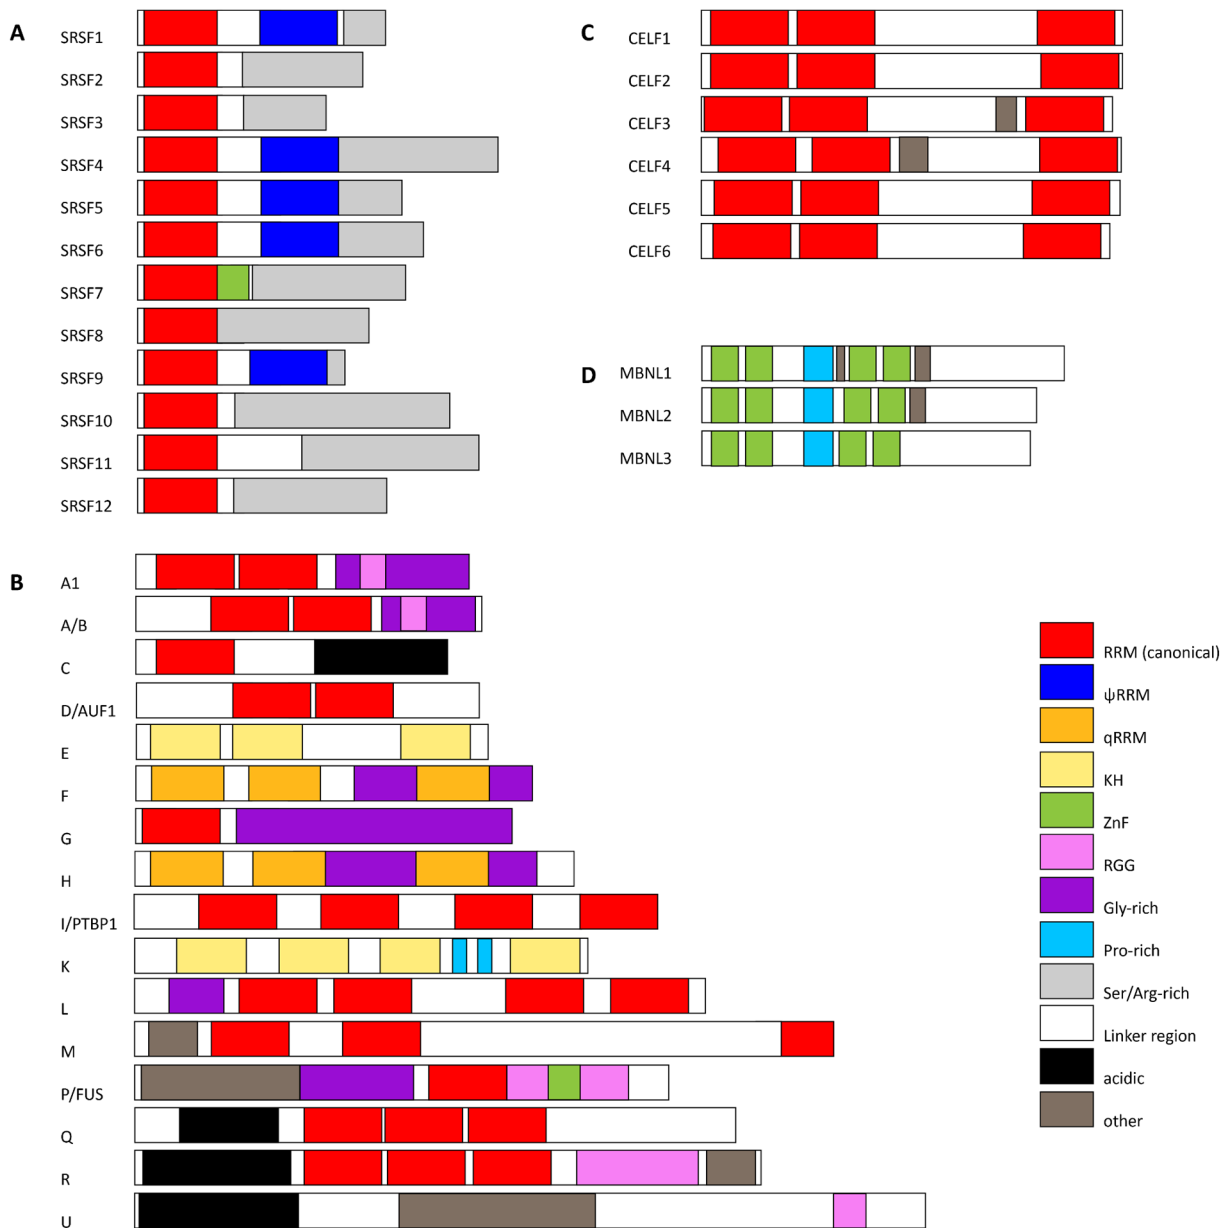 A
SRSF1
SRSF2
SRSF3
SRSF4
SRSF5
SRSF6
SRSF7
SRSF8
SRSF9
SRSF10
SRSF11
SRSF12
B
A1
A/B
C
D/AUF1
E
F
G
H
I/PTBP1
K
L
M
P/FUS
Q
R
U
C
CELF1
CELF2
CELF3
CELF4
CELF5
CELF6
D
MBNL1
MBNL2
MBNL3
RRM (canonical)
ψRRM
qRRM
KH
ZnF
RGG
Gly-rich
Pro-rich
Ser/Arg-rich
Linker region
acidic
other